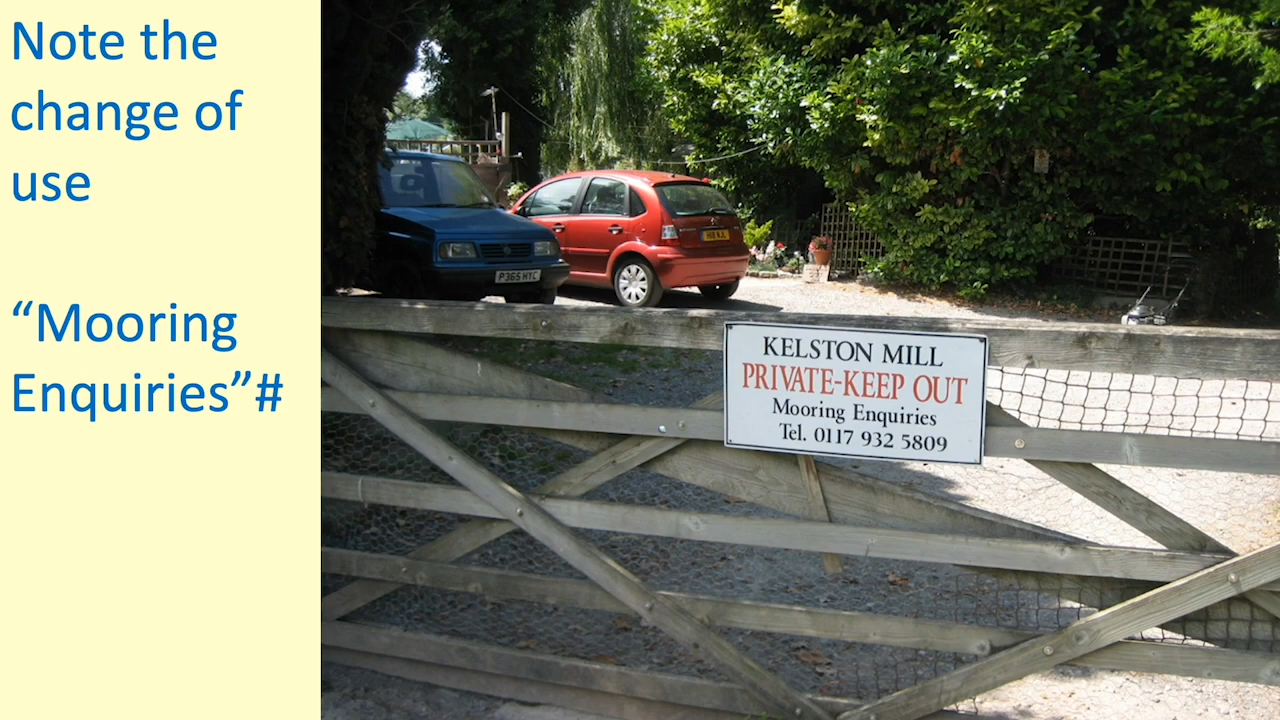 Note the
change of
use
“Mooring
Enquiries”#
P365 HYC
KELSTON MILL
PRIVATE-KEEP OUT
Mooring Enquiries
Tel. 0117 932 5809